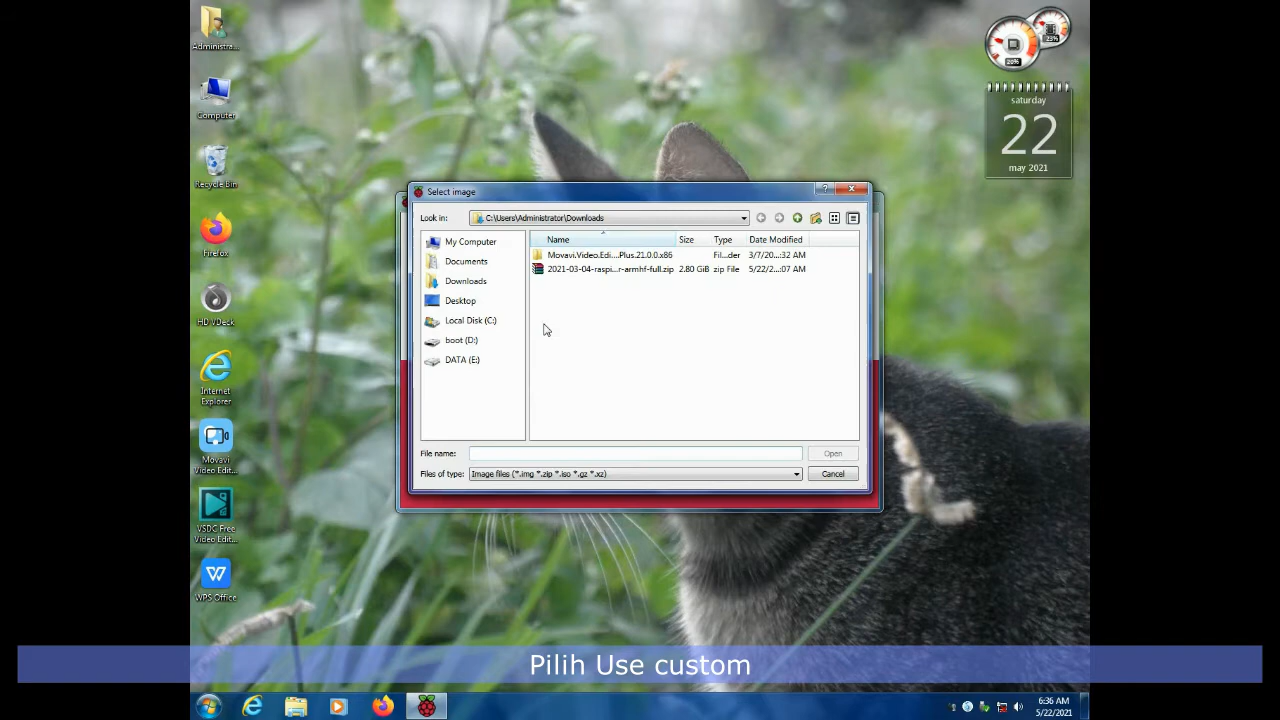 Administra...
Computer
Recycle Bin
Firefox
HD VDeck
Internet
Explorer
Movavi
Video Edit...
VSDC Free
Video Edit...
WPS Office
20%
23%
saturday
22
may 2021
Select image
Look in:
C:\Users\Administrator\Downloads
My Computer
Documents
Downloads
Desktop
Local Disk (C:)
boot (D:)
DATA (E:)
Name Size Type Date Modified
Movavi.Video.Edi....Plus.21.0.0.x86 Fil...der 3/7/20...:32 AM
2021-03-04-raspi...r-armhf-full.zip 2.80 GiB zip File 5/22/2...:07 AM
File name:
Open
Files of type: Image files (*.img *.zip *.iso *.gz *.xz)
Cancel
Pilih Use custom
6:36 AM
5/22/2021